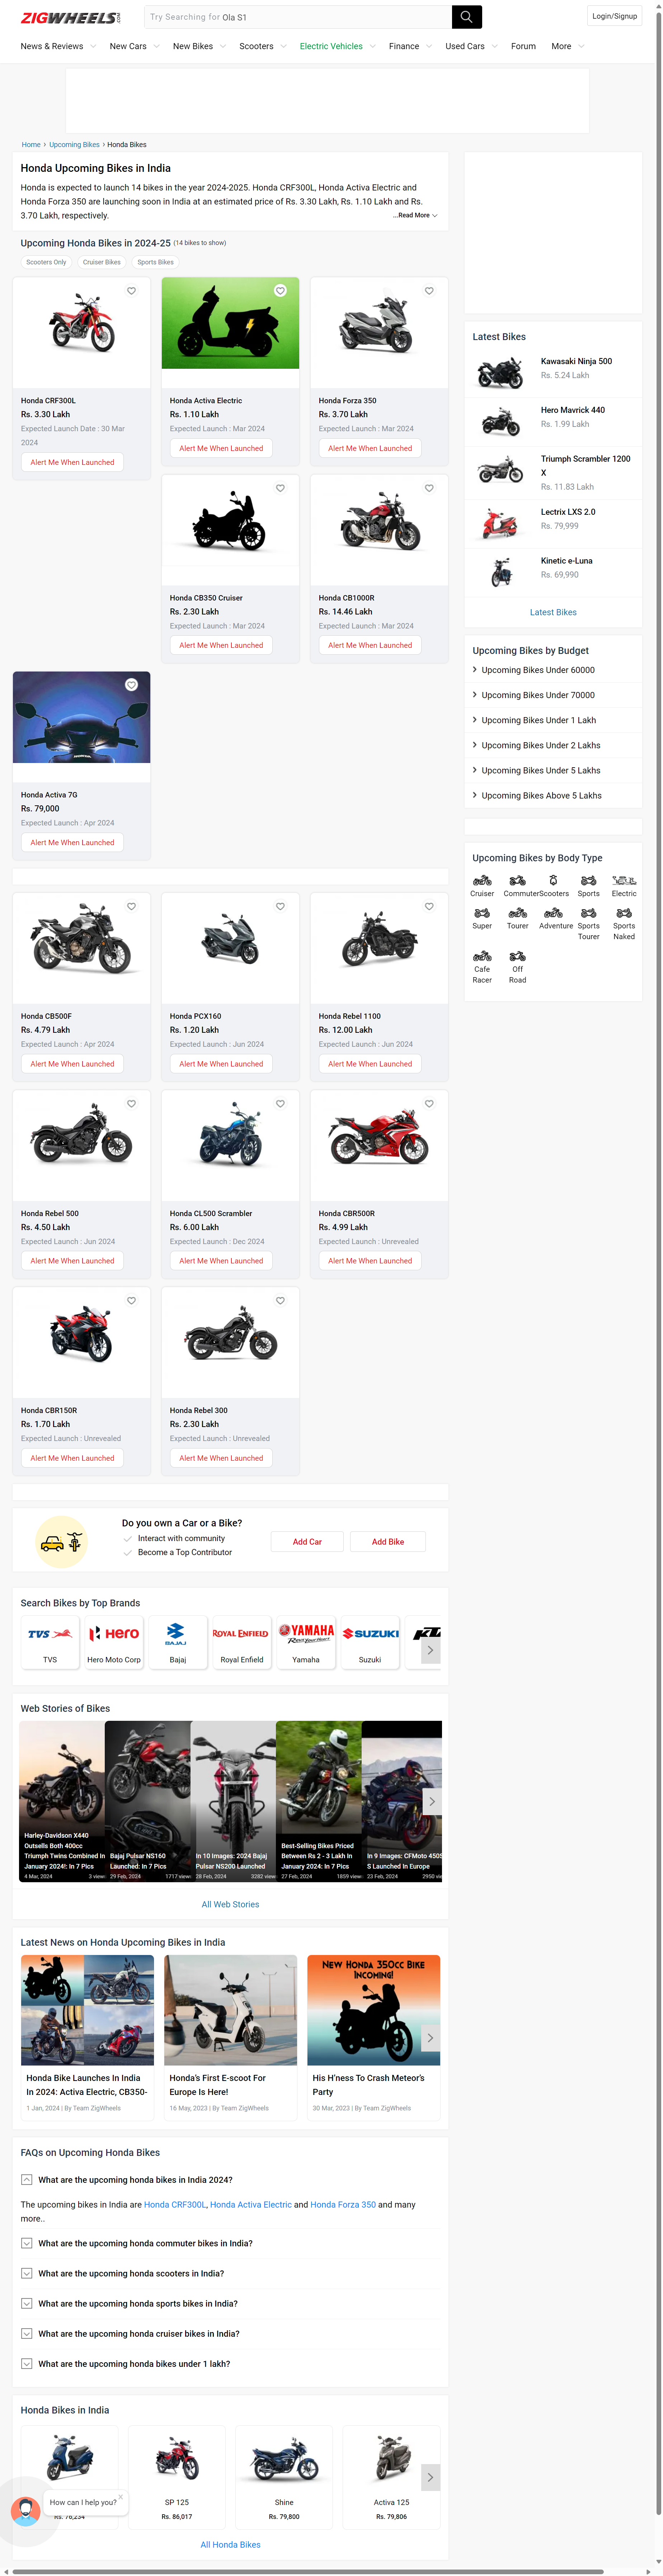 ZIGWHEELS.COM
Try Searching for Ola S1
Login/Signup
News & Reviews
New Cars
New Bikes
Scooters
Electric Vehicles
Finance
Used Cars
Forum
More
Home › Upcoming Bikes › Honda Bikes
Honda Upcoming Bikes in India
Honda is expected to launch 14 bikes in the year 2024-2025. Honda CRF300L, Honda Activa Electric and
Honda Forza 350 are launching soon in India at an estimated price of Rs. 3.30 Lakh, Rs. 1.10 Lakh and Rs.
3.70 Lakh, respectively.
...Read More
Upcoming Honda Bikes in 2024-25 (14 bikes to show)
Scooters Only
Cruiser Bikes
Sports Bikes
Honda CRF300L
Rs. 3.30 Lakh
Expected Launch Date : 30 Mar
2024
Alert Me When Launched
Honda Activa Electric
Rs. 1.10 Lakh
Expected Launch : Mar 2024
Alert Me When Launched
Honda Forza 350
Rs. 3.70 Lakh
Expected Launch : Mar 2024
Alert Me When Launched
Honda CB350 Cruiser
Rs. 2.30 Lakh
Expected Launch : Mar 2024
Alert Me When Launched
Honda CB1000R
Rs. 14.46 Lakh
Expected Launch : Mar 2024
Alert Me When Launched
Honda Activa 7G
Rs. 79,000
Expected Launch : Apr 2024
Alert Me When Launched
Honda CB500F
Rs. 4.79 Lakh
Expected Launch : Apr 2024
Alert Me When Launched
Honda PCX160
Rs. 1.20 Lakh
Expected Launch : Jun 2024
Alert Me When Launched
Honda Rebel 1100
Rs. 12.00 Lakh
Expected Launch : Jun 2024
Alert Me When Launched
Honda Rebel 500
Rs. 4.50 Lakh
Expected Launch : Jun 2024
Alert Me When Launched
Honda CL500 Scrambler
Rs. 6.00 Lakh
Expected Launch : Dec 2024
Alert Me When Launched
Honda CBR500R
Rs. 4.99 Lakh
Expected Launch : Unrevealed
Alert Me When Launched
Honda CBR150R
Rs. 1.70 Lakh
Expected Launch : Unrevealed
Alert Me When Launched
Honda Rebel 300
Rs. 2.30 Lakh
Expected Launch : Unrevealed
Alert Me When Launched
Do you own a Car or a Bike?
Interact with community
Become a Top Contributor
Add Car
Add Bike
Search Bikes by Top Brands
TVS
HERO
BAJAJ
ROYAL ENFIELD
YAMAHA
Revs Your Heart
SUZUKI
KT
TVS
Hero Moto Corp
Bajaj
Royal Enfield
Yamaha
Suzuki
Web Stories of Bikes
Harley-Davidson X440
Outsells Both 400cc
Triumph Twins Combined In
January 2024!: In 7 Pics
4 Mar, 2024 3 view
Bajaj Pulsar NS160
Launched: In 7 Pics
29 Feb, 2024 1717 view
In 10 Images: 2024 Bajaj
Pulsar NS200 Launched
28 Feb, 2024 3282 view
Best-Selling Bikes Priced
Between Rs 2 - 3 Lakh In
January 2024: In 7 Pics
27 Feb, 2024 1859 view
In 9 Images: CFMoto 450S
S Launched In Europe
23 Feb, 2024 2950 vie
All Web Stories
Latest News on Honda Upcoming Bikes in India
Honda Bike Launches In India
In 2024: Activa Electric, CB350-
1 Jan, 2024 | By Team ZigWheels
Honda's First E-scoot For
Europe Is Here!
16 May, 2023 | By Team ZigWheels
NEW HONDA 350CC BIKE
INCOMING!
His H'ness To Crash Meteor's
Party
30 Mar, 2023 | By Team ZigWheels
FAQs on Upcoming Honda Bikes
What are the upcoming honda bikes in India 2024?
The upcoming bikes in India are Honda CRF300L, Honda Activa Electric and Honda Forza 350 and many
more..
What are the upcoming honda commuter bikes in India?
What are the upcoming honda scooters in India?
What are the upcoming honda sports bikes in India?
What are the upcoming honda cruiser bikes in India?
What are the upcoming honda bikes under 1 lakh?
Honda Bikes in India
How can I help you?
Rs. 76,234
SP 125
Rs. 86,017
Shine
Rs. 79,800
Activa 125
Rs. 79,806
All Honda Bikes
Latest Bikes
Kawasaki Ninja 500
Rs. 5.24 Lakh
Hero Mavrick 440
Rs. 1.99 Lakh
Triumph Scrambler 1200
X
Rs. 11.83 Lakh
Lectrix LXS 2.0
Rs. 79,999
Kinetic e-Luna
Rs. 69,990
Latest Bikes
Upcoming Bikes by Budget
Upcoming Bikes Under 60000
Upcoming Bikes Under 70000
Upcoming Bikes Under 1 Lakh
Upcoming Bikes Under 2 Lakhs
Upcoming Bikes Under 5 Lakhs
Upcoming Bikes Above 5 Lakhs
Upcoming Bikes by Body Type
Cruiser
Commuter
Scooters
Sports
Electric
Super
Tourer
Adventure
Sports
Tourer
Sports
Naked
Cafe
Racer
Off
Road